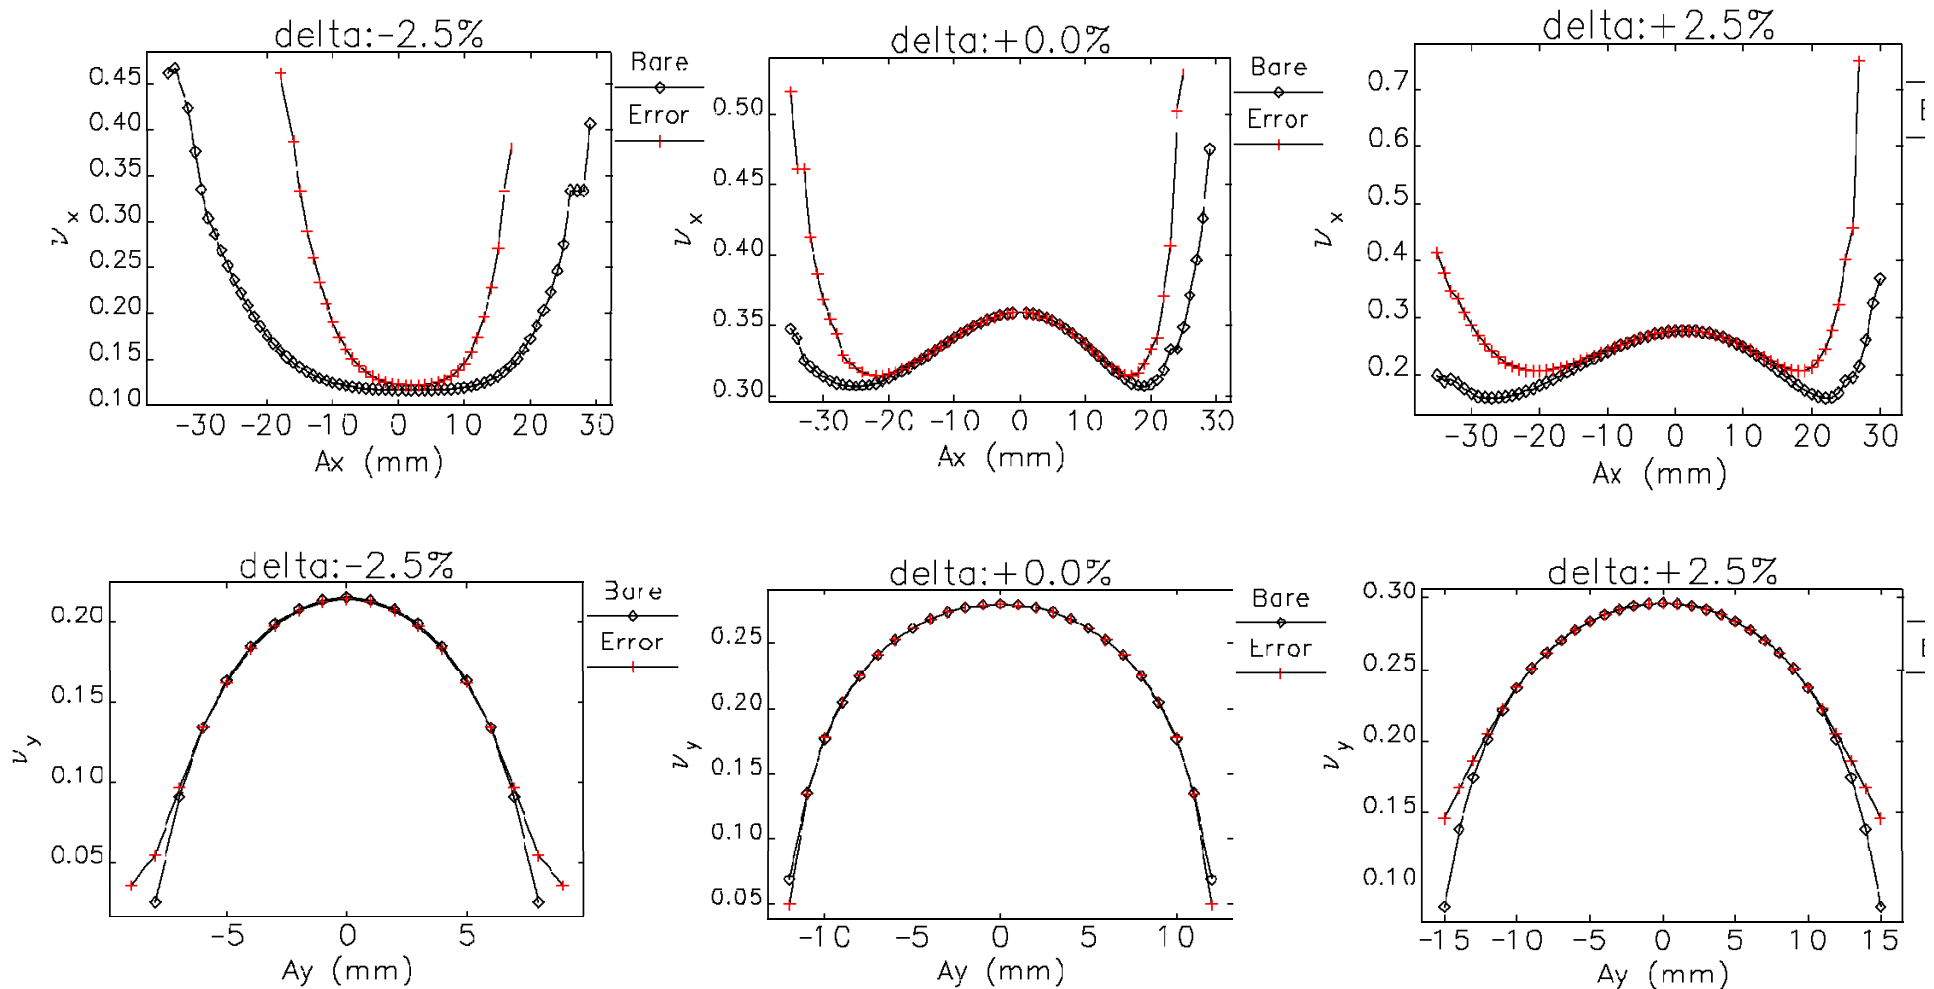 delta:-2.5%
0.45
0.40
0.35
0.30
0.25
0.20
0.15
0.10
ν x
-30 -20 -10 0 10 20 30
Ax (mm)
Bare
Error
delta:+0.0%
0.50
0.45
0.40
0.35
0.30
ν x
-30 -20 -10 0 10 20 30
Ax (mm)
Bare
Error
delta:+2.5%
0.7
0.6
0.5
0.4
0.3
0.2
ν x
-30 -20 -10 0 10 20 30
Ax (mm)
delta:-2.5%
0.20
0.15
0.10
0.05
ν y
-5 0 5
Ay (mm)
Bare
Error
delta:+0.0%
0.25
0.20
0.15
0.10
0.05
ν y
-10 -5 0 5 10
Ay (mm)
Bare
Error
delta:+2.5%
0.30
0.25
0.20
0.15
0.10
ν y
-15 -10 -5 0 5 10 15
Ay (mm)